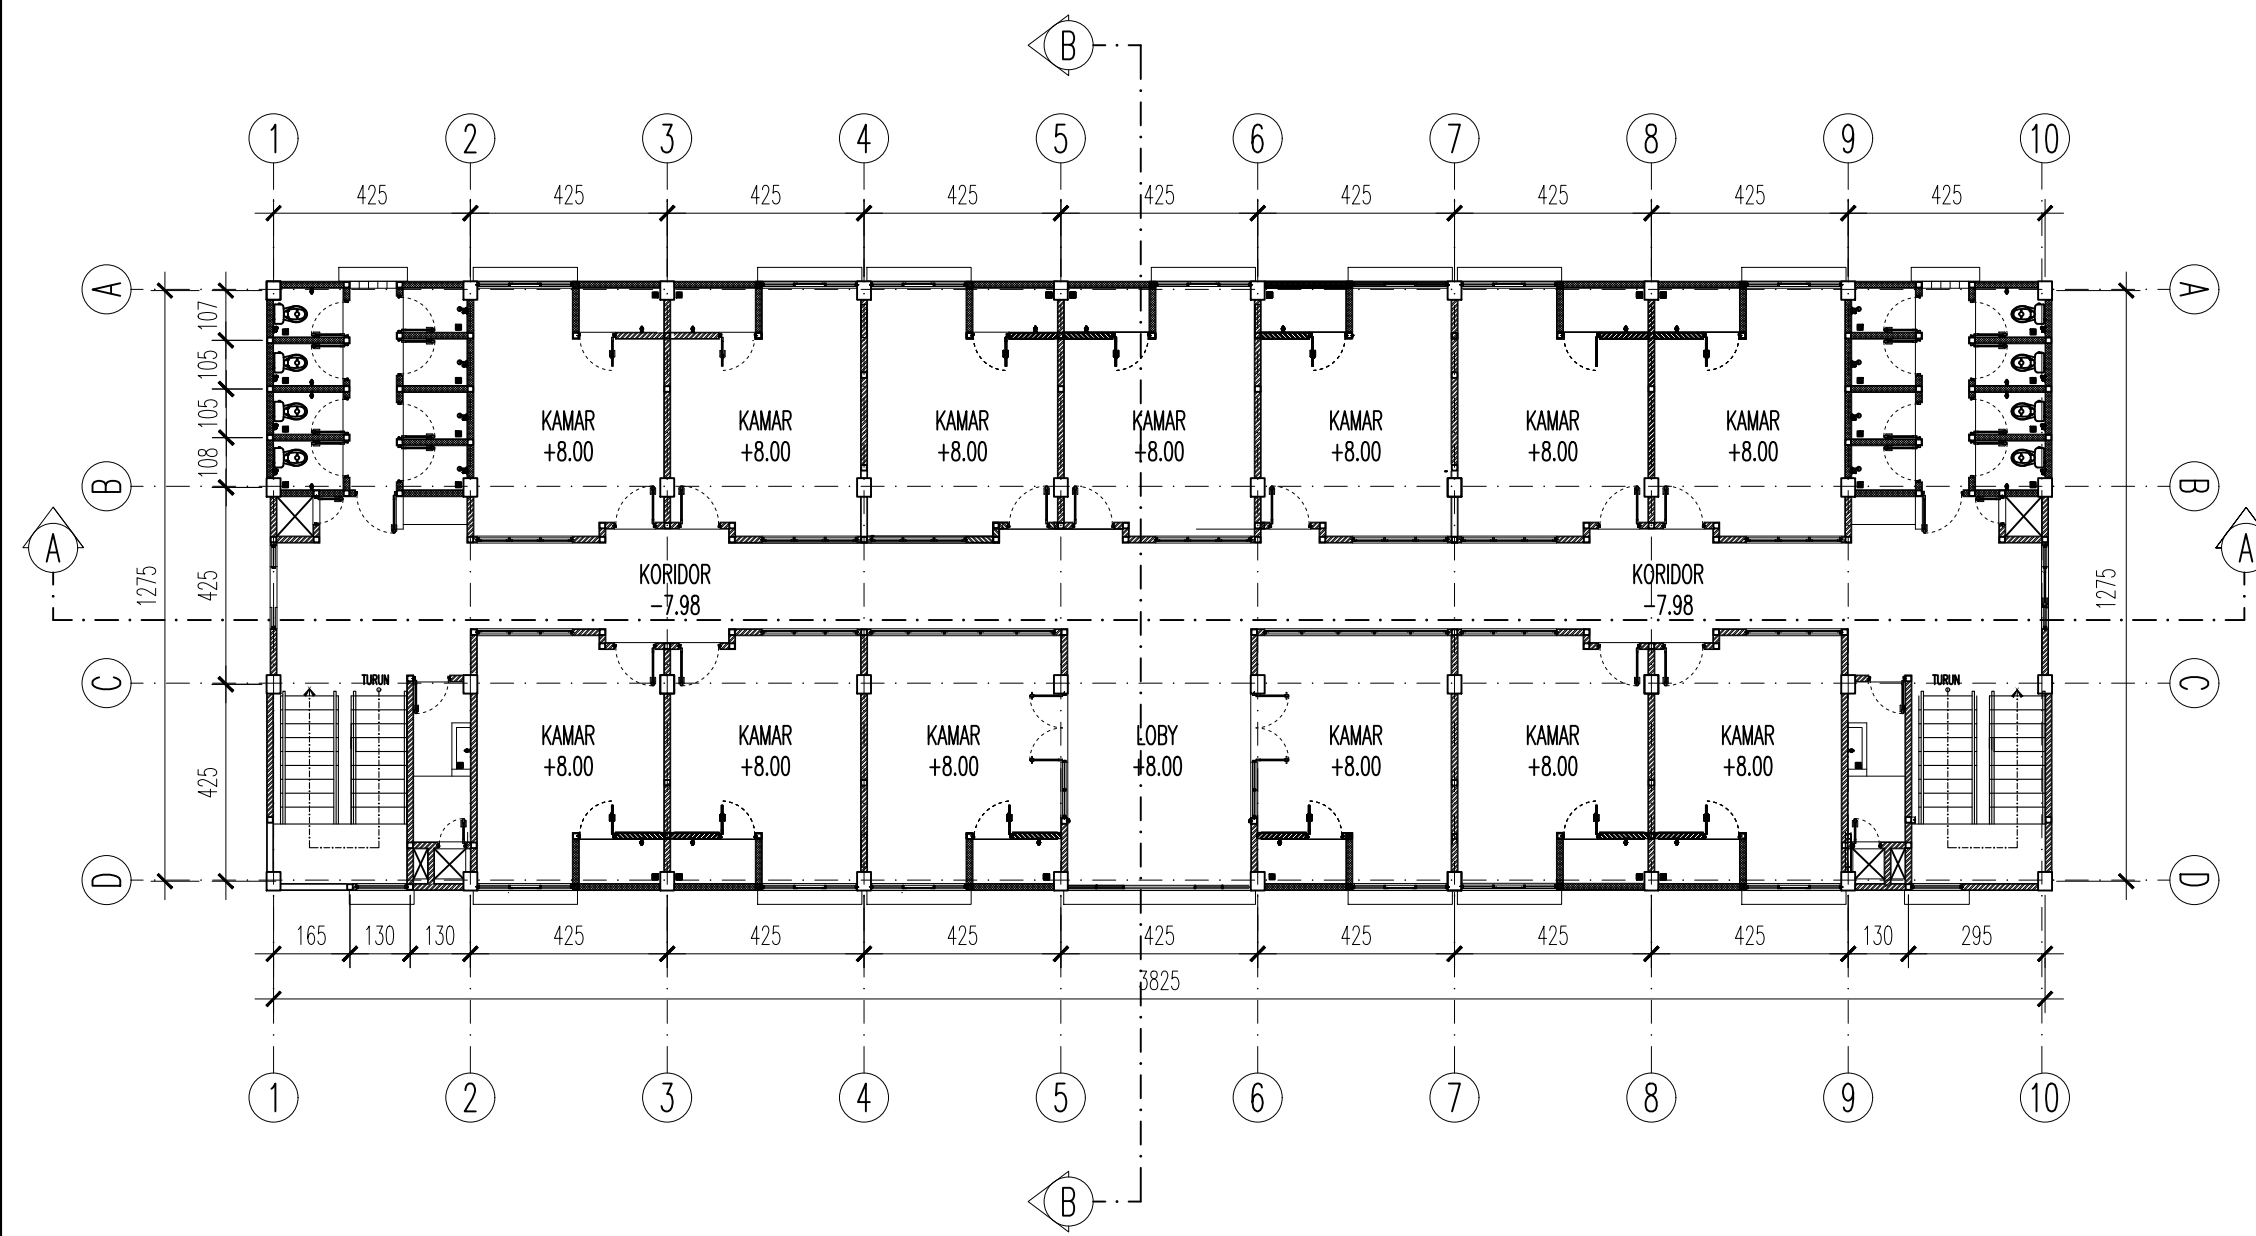 B
1 2 3 4 5 6 7 8 9 10
425 425 425 425 425 425 425 425 425
A A
107
105
105
108
KAMAR KAMAR KAMAR KAMAR KAMAR KAMAR KAMAR
+8.00 +8.00 +8.00 +8.00 +8.00 +8.00 +8.00
B B
A A
1275 425 1275
KORIDOR KORIDOR
-7.98 -7.98
C C
TURUN TURUN
425
KAMAR KAMAR KAMAR LOBY KAMAR KAMAR KAMAR
+8.00 +8.00 +8.00 +8.00 +8.00 +8.00 +8.00
D D
165 130 130 425 425 425 425 425 425 425 130 295
3825
1 2 3 4 5 6 7 8 9 10
B